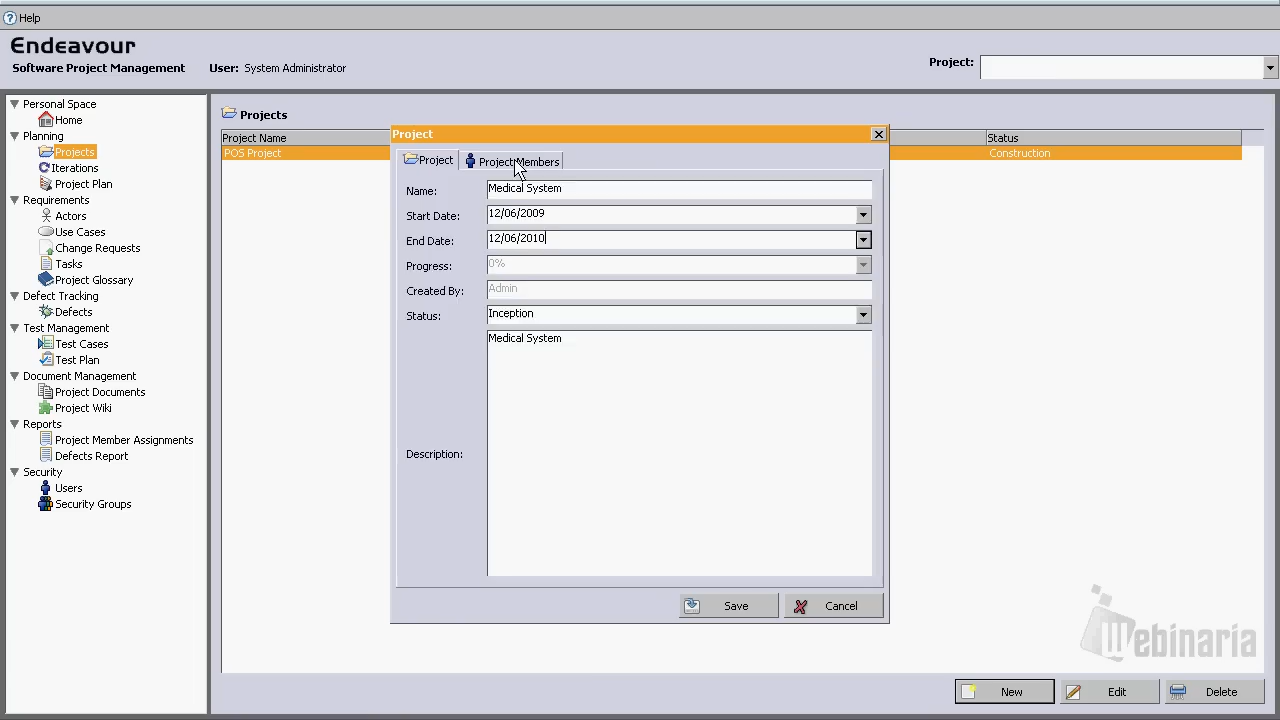 Help
Endeavour
Software Project Management User: System Administrator
Project:
Personal Space
Home
Planning
Projects
Iterations
Project Plan
Requirements
Actors
Use Cases
Change Requests
Tasks
Project Glossary
Defect Tracking
Defects
Test Management
Test Cases
Test Plan
Document Management
Project Documents
Project Wiki
Reports
Project Member Assignments
Defects Report
Security
Users
Security Groups
Projects
Project Name Status
POS Project Construction
Project
Project Project Members
Name: Medical System
Start Date: 12/06/2009
End Date: 12/06/2010
Progress: 0%
Created By: Admin
Status: Inception
Description: Medical System
Save Cancel
Webinaria
New Edit Delete